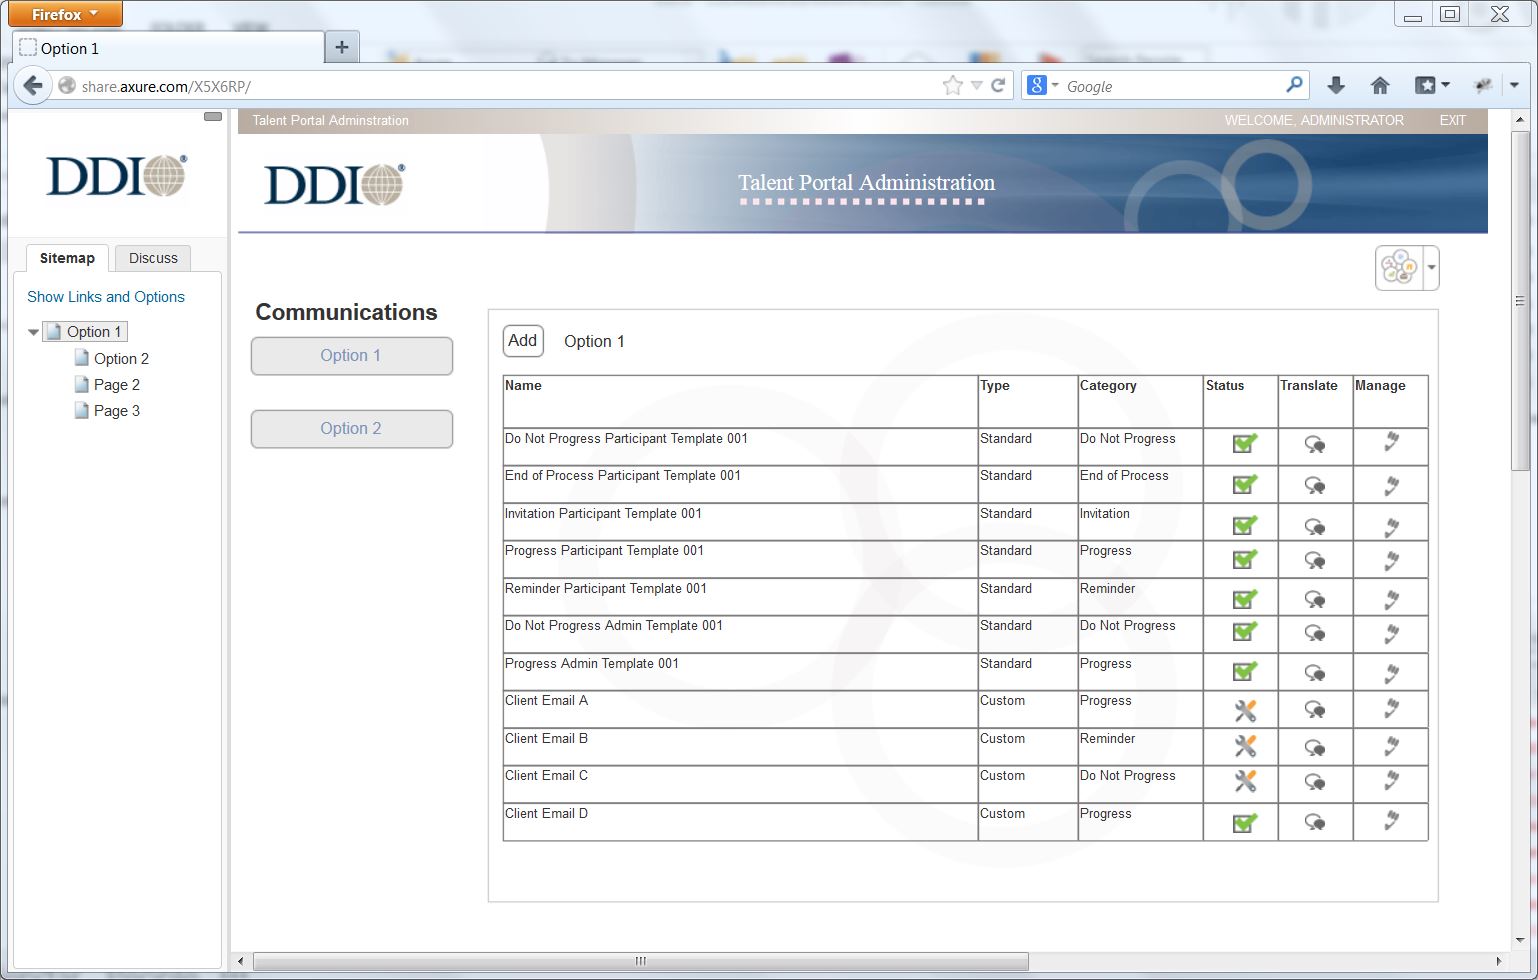 Firefox
Option 1
share.axure.com/X5X6RP/
Google
DDI®
Sitemap
Discuss
Show Links and Options
Option 1
Option 2
Page 2
Page 3
Talent Portal Adminstration
WELCOME, ADMINISTRATOR
EXIT
DDI®
Talent Portal Administration
Communications
Option 1
Option 2
Add
Option 1
Name Type Category Status Translate Manage
Do Not Progress Participant Template 001 Standard Do Not Progress
End of Process Participant Template 001 Standard End of Process
Invitation Participant Template 001 Standard Invitation
Progress Participant Template 001 Standard Progress
Reminder Participant Template 001 Standard Reminder
Do Not Progress Admin Template 001 Standard Do Not Progress
Progress Admin Template 001 Standard Progress
Client Email A Custom Progress
Client Email B Custom Reminder
Client Email C Custom Do Not Progress
Client Email D Custom Progress